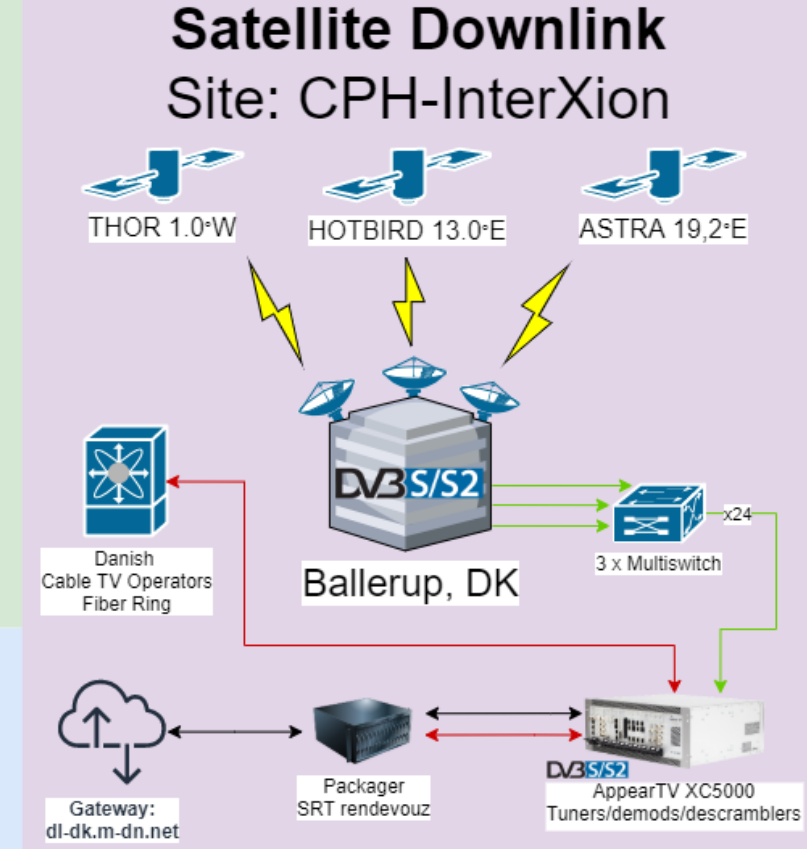 Satellite Downlink
Site: CPH-InterXion
THOR 1.0°W
HOTBIRD 13.0°E
ASTRA 19,2°E
DVB S/S2
x24
3 x Multiswitch
Danish
Cable TV Operators
Fiber Ring
Ballerup, DK
DVB S/S2
Packager
SRT rendevouz
AppearTV XC5000
Tuners/demods/descramblers
Gateway:
dl-dk.m-dn.net